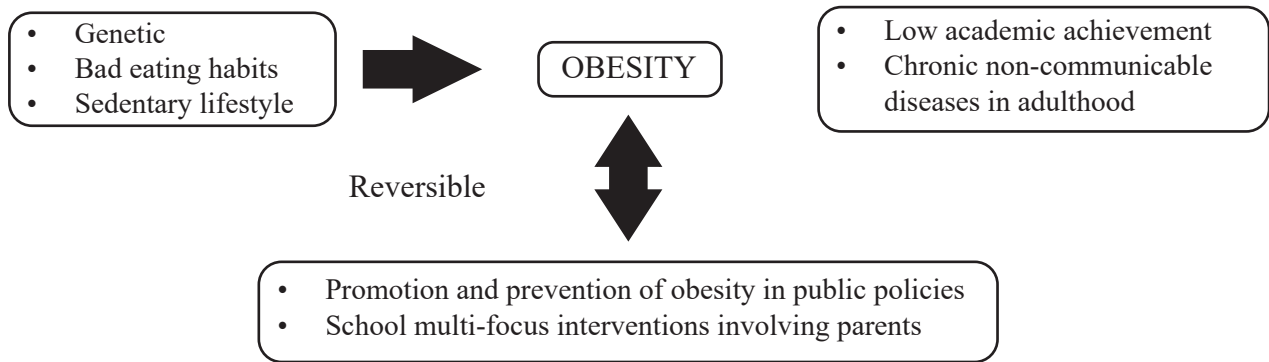 • Genetic
• Bad eating habits
• Sedentary lifestyle
OBESITY
• Low academic achievement
• Chronic non-communicable
diseases in adulthood
Reversible
• Promotion and prevention of obesity in public policies
• School multi-focus interventions involving parents